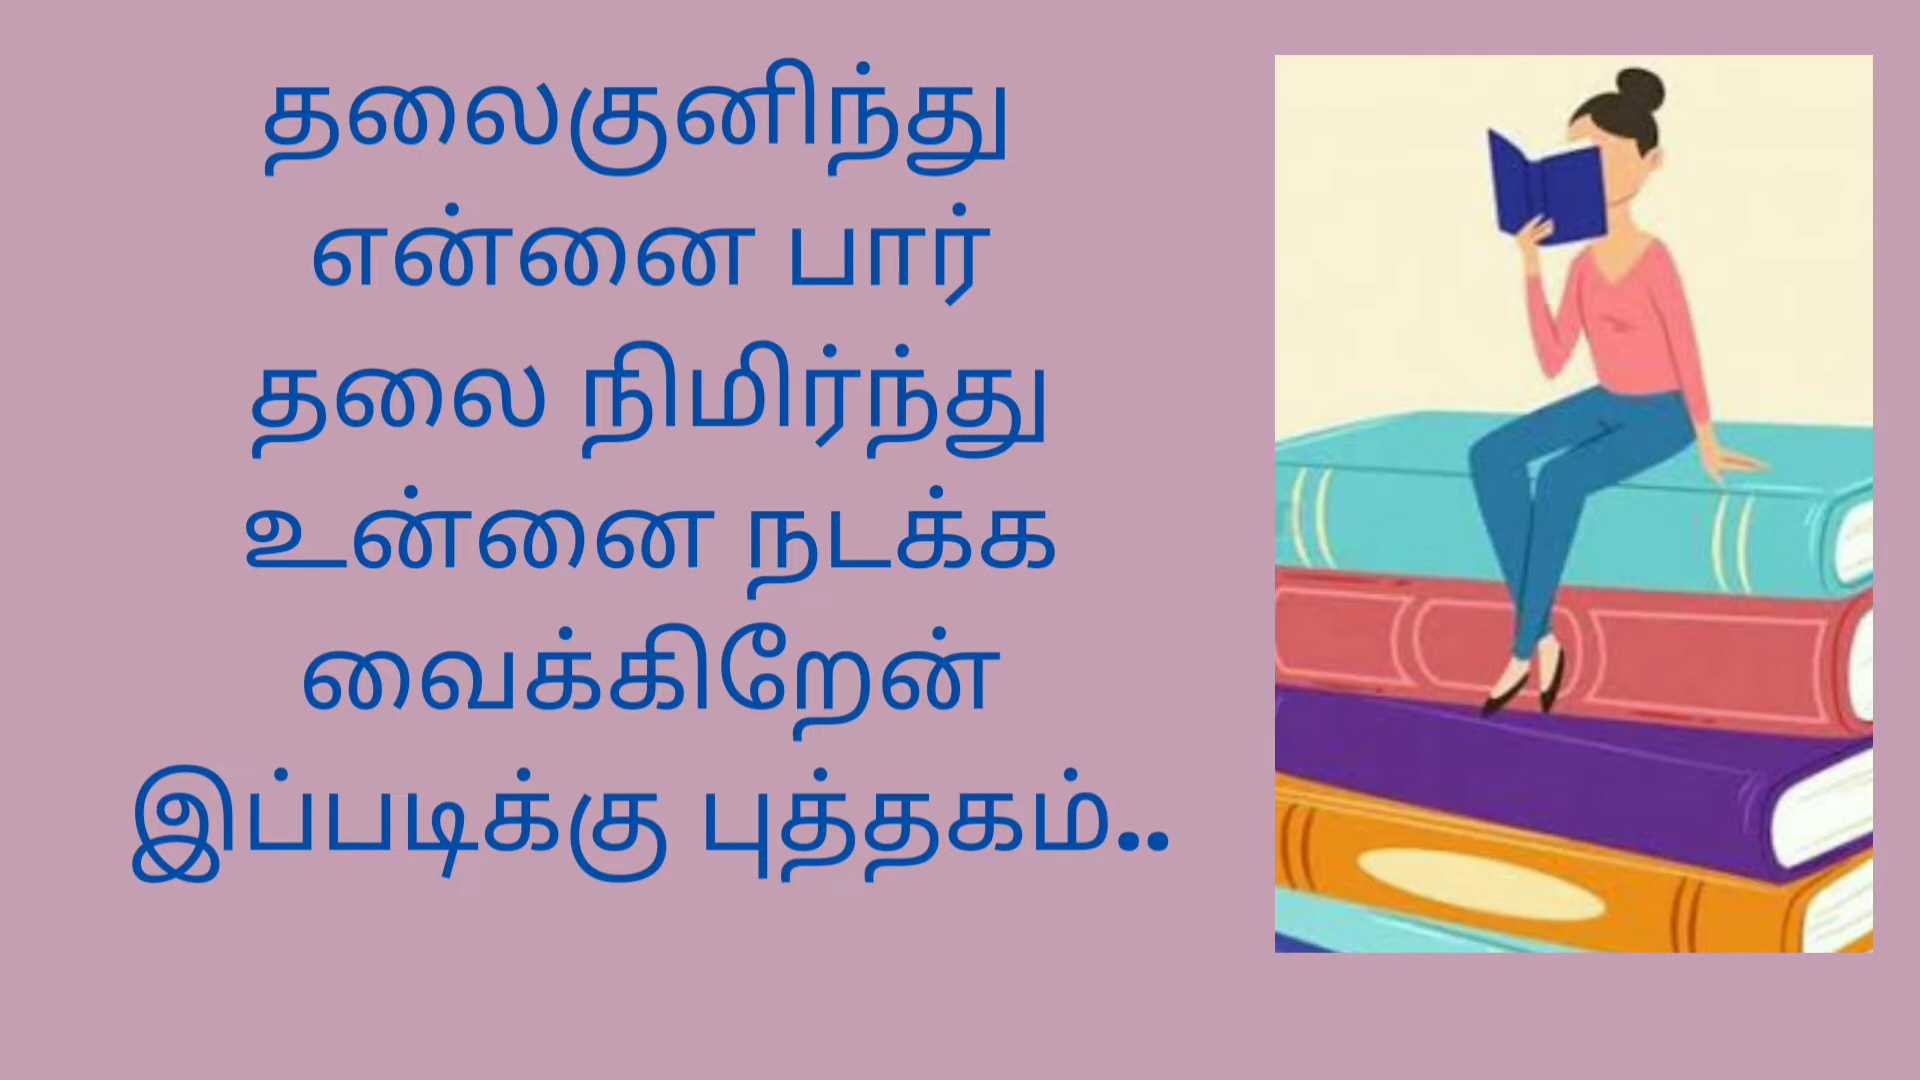 தலைகுனிந்து
என்னை பார்
தலை நிமிர்ந்து
உன்னை நடக்க
வைக்கிறேன்
இப்படிக்கு புத்தகம்..